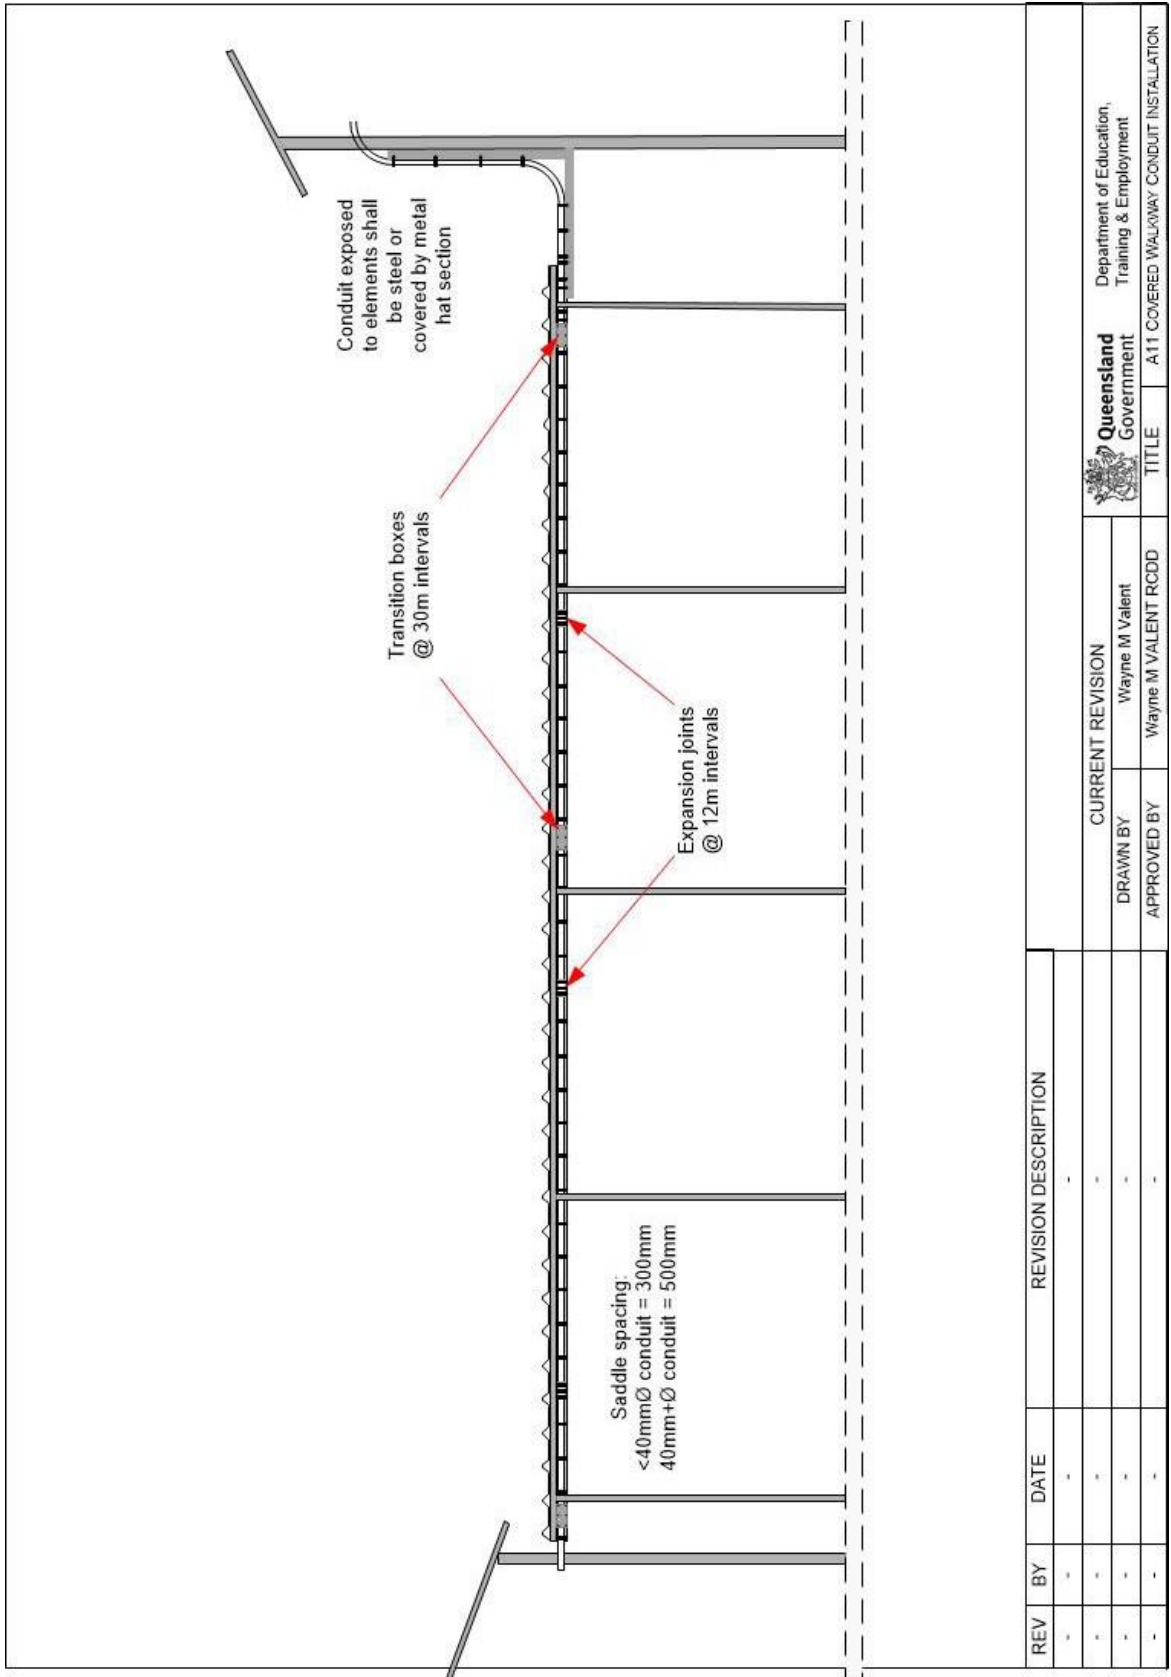 Conduit exposed
to elements shall
be steel or
covered by metal
hat section
Transition boxes
@ 30m intervals
Expansion joints
@ 12m intervals
Saddle spacing:
<40mmØ conduit = 300mm
40mm+Ø conduit = 500mm
REV BY DATE REVISION DESCRIPTION
- - - -
- - - -
- - - -
- - - -
CURRENT REVISION
DRAWN BY Wayne M Valent
APPROVED BY Wayne M VALENT RCDD
Queensland
Government
Department of Education,
Training & Employment
TITLE A11 COVERED WALKWAY CONDUIT INSTALLATION